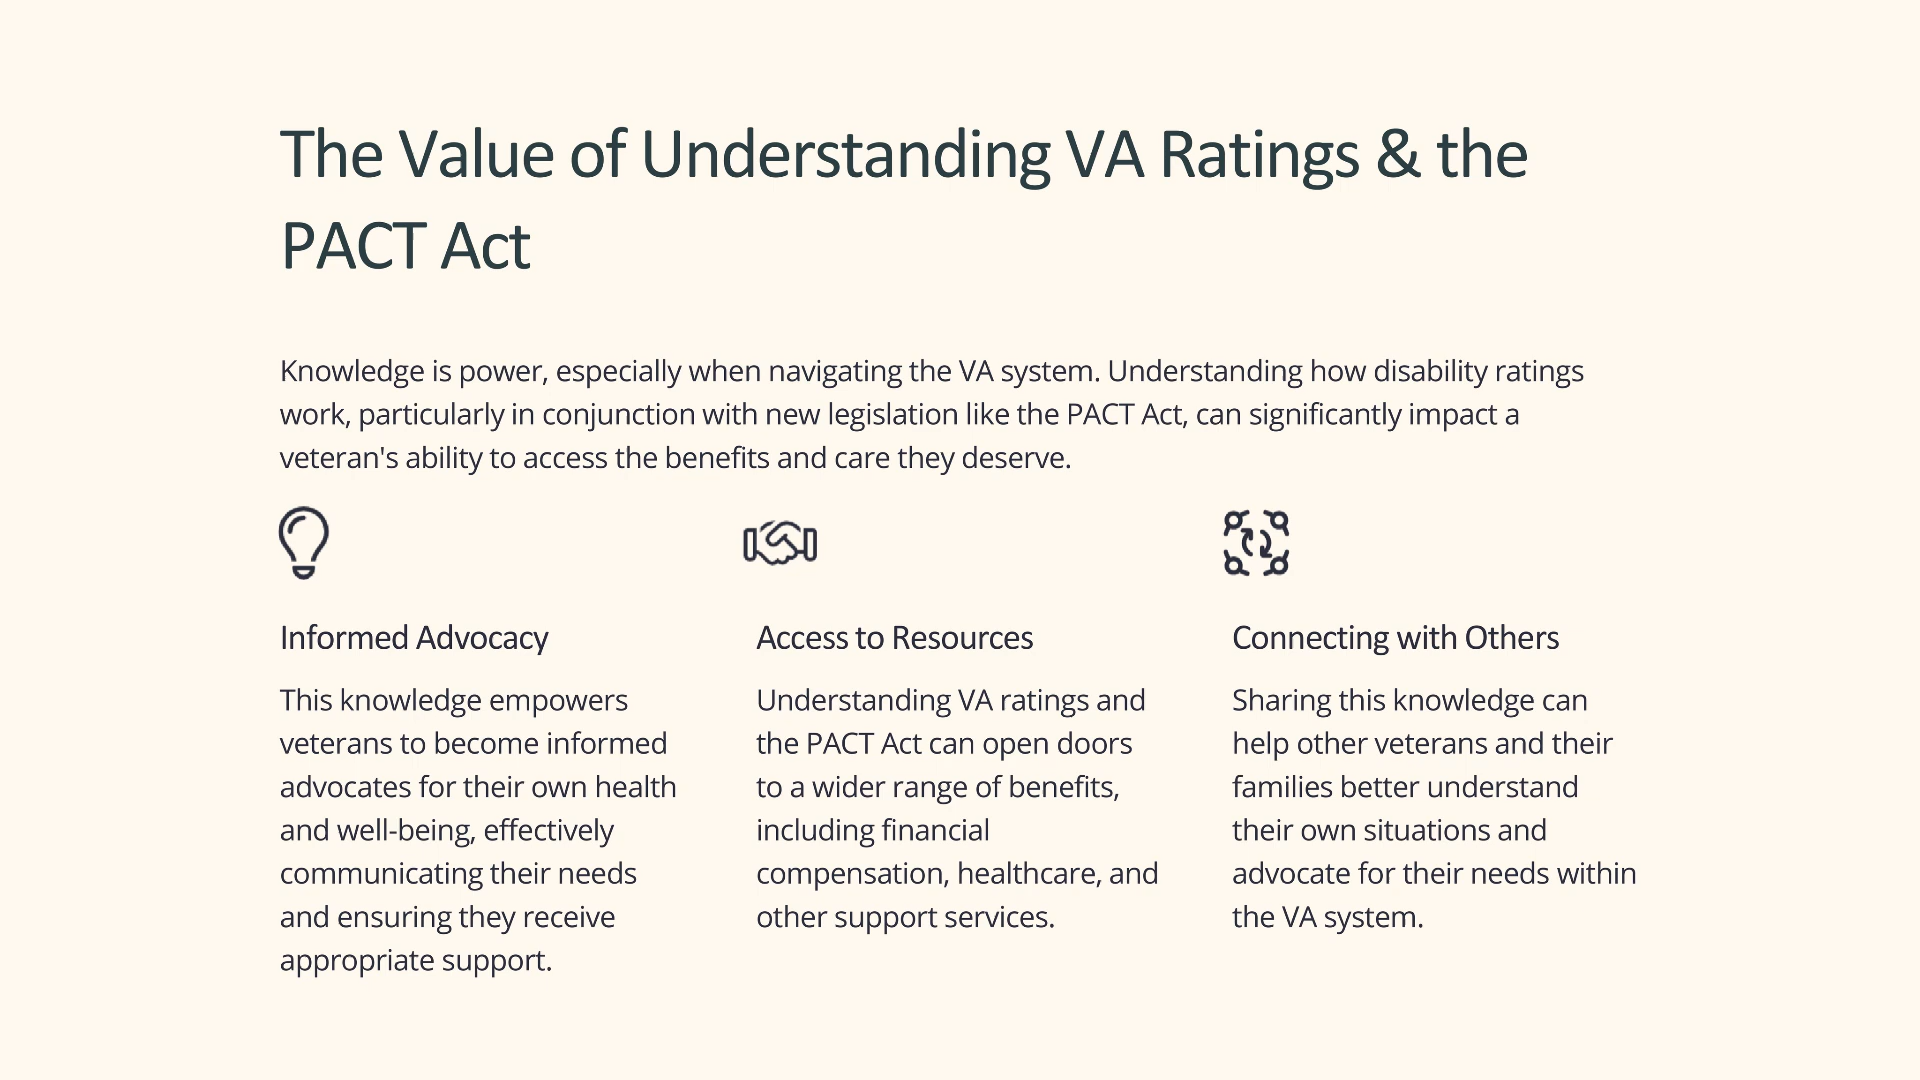 The Value of Understanding VA Ratings & the
PACT Act
Knowledge is power, especially when navigating the VA system. Understanding how disability ratings
work, particularly in conjunction with new legislation like the PACT Act, can significantly impact a
veteran's ability to access the benefits and care they deserve.
Informed Advocacy
This knowledge empowers
veterans to become informed
advocates for their own health
and well-being, effectively
communicating their needs
and ensuring they receive
appropriate support.
Access to Resources
Understanding VA ratings and
the PACT Act can open doors
to a wider range of benefits,
including financial
compensation, healthcare, and
other support services.
Connecting with Others
Sharing this knowledge can
help other veterans and their
families better understand
their own situations and
advocate for their needs within
the VA system.